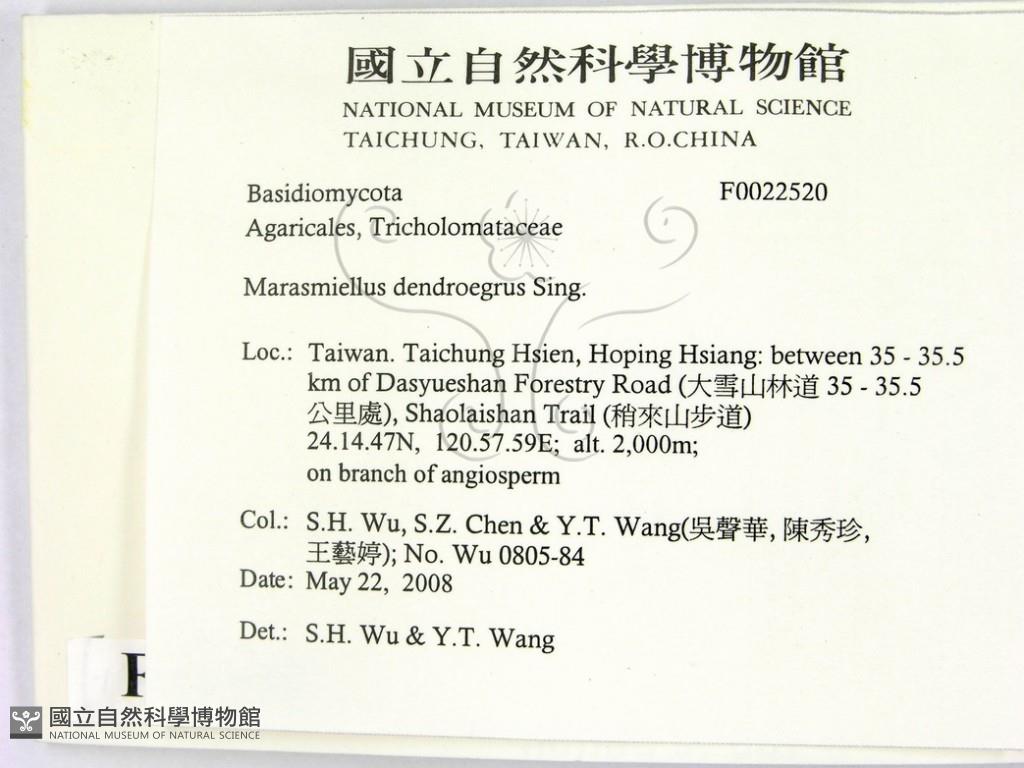 國立自然科學博物館
NATIONAL MUSEUM OF NATURAL SCIENCE
TAICHUNG, TAIWAN, R.O.CHINA
Basidiomycota F0022520
Agaricales, Tricholomataceae
Marasmiellus dendroegrus Sing.
Loc.: Taiwan. Taichung Hsien, Hoping Hsiang: between 35 - 35.5
km of Dasyueshan Forestry Road (大雪山林道 35 - 35.5
公里處), Shaolaishan Trail (稍來山步道)
24.14.47N, 120.57.59E; alt. 2,000m;
on branch of angiosperm
Col.: S.H. Wu, S.Z. Chen & Y.T. Wang(吳聲華, 陳秀珍,
王藝婷); No. Wu 0805-84
Date: May 22, 2008
Det.: S.H. Wu & Y.T. Wang
F
國立自然科學博物館
NATIONAL MUSEUM OF NATURAL SCIENCE